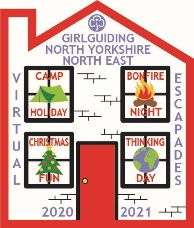 GIRLGUIDING
NORTH YORKSHIRE
NORTH EAST
VIRTUAL
ESCAPADES
CAMP
HOLIDAY
BONFIRE
NIGHT
CHRISTMAS
FUN
THINKING
DAY
2020
2021